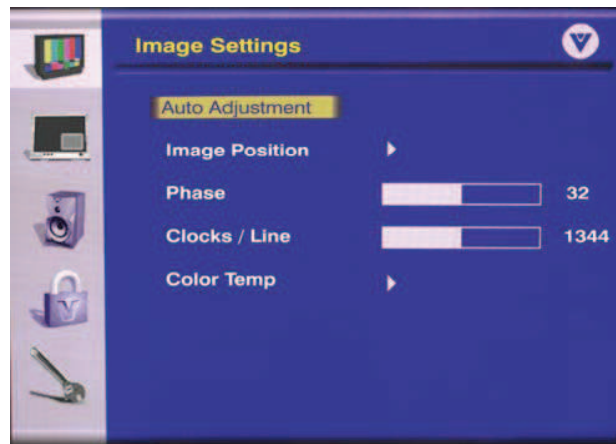 Image Settings
Auto Adjustment
Image Position
Phase 32
Clocks / Line 1344
Color Temp